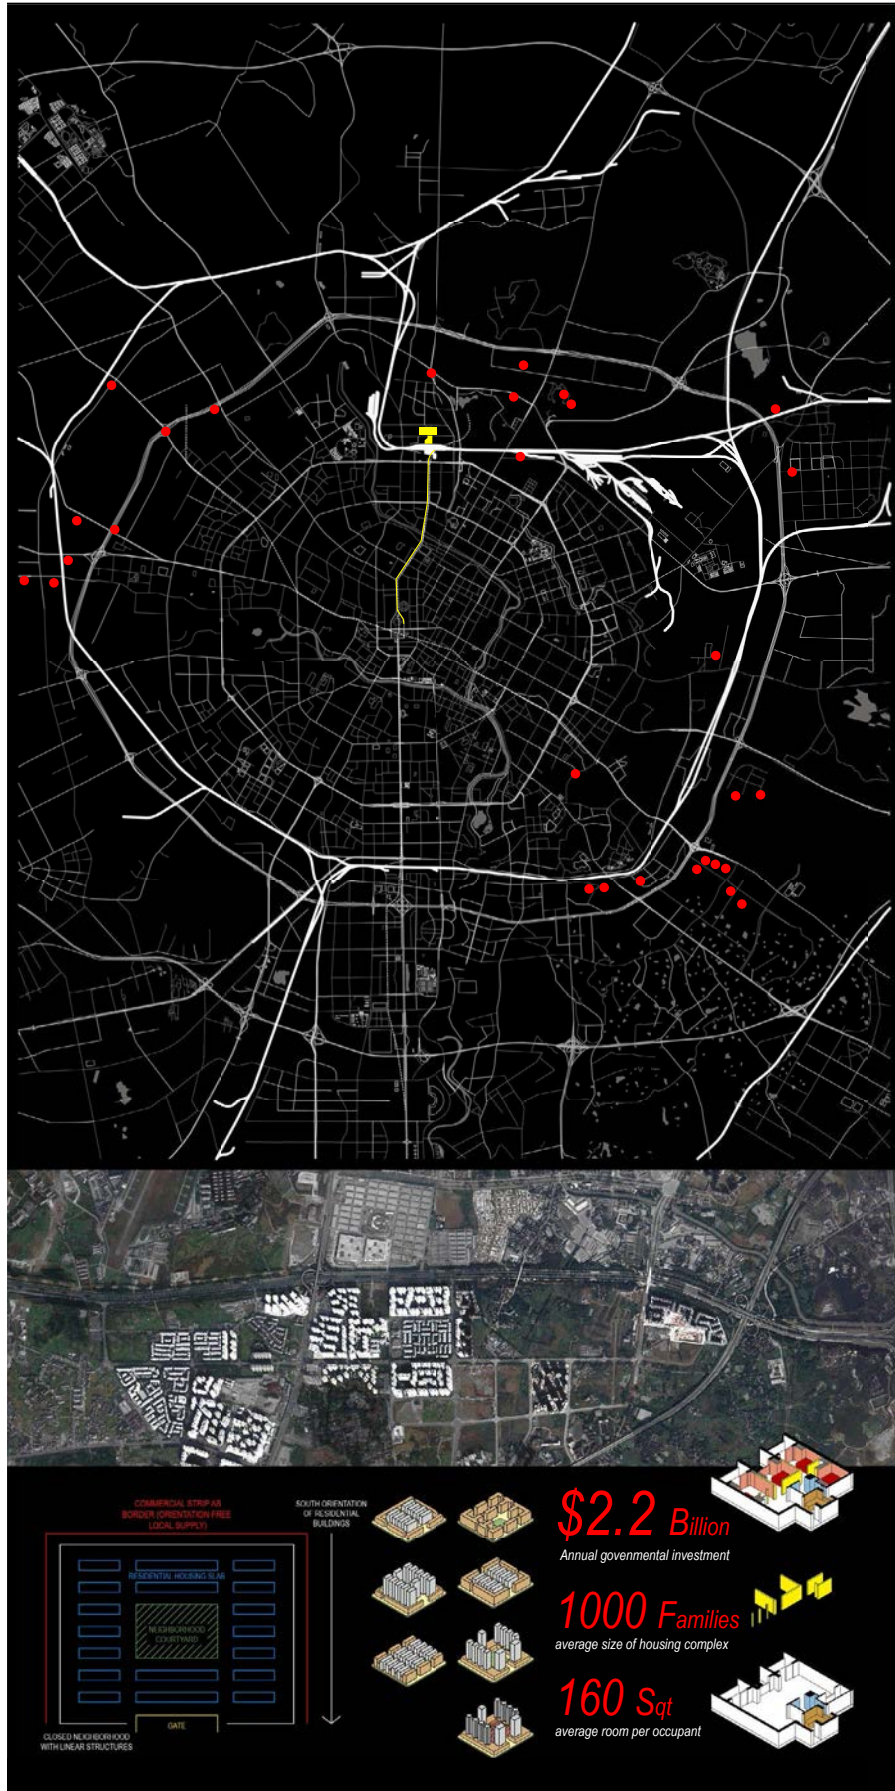 COMMERCIAL STRIP AS
BORDER (ORIENTATION-FREE
LOCAL SUPPLY)
SOUTH ORIENTATION
OF RESIDENTIAL
BUILDINGS
RESIDENTIAL HOUSING SLAB
NEIGHBORHOOD
COURTYARD
GATE
CLOSED NEIGHBORHOOD
WITH LINEAR STRUCTURES
$2.2 Billion
Annual govenmental investment
1000 Families
average size of housing complex
160 Sqt
average room per occupant